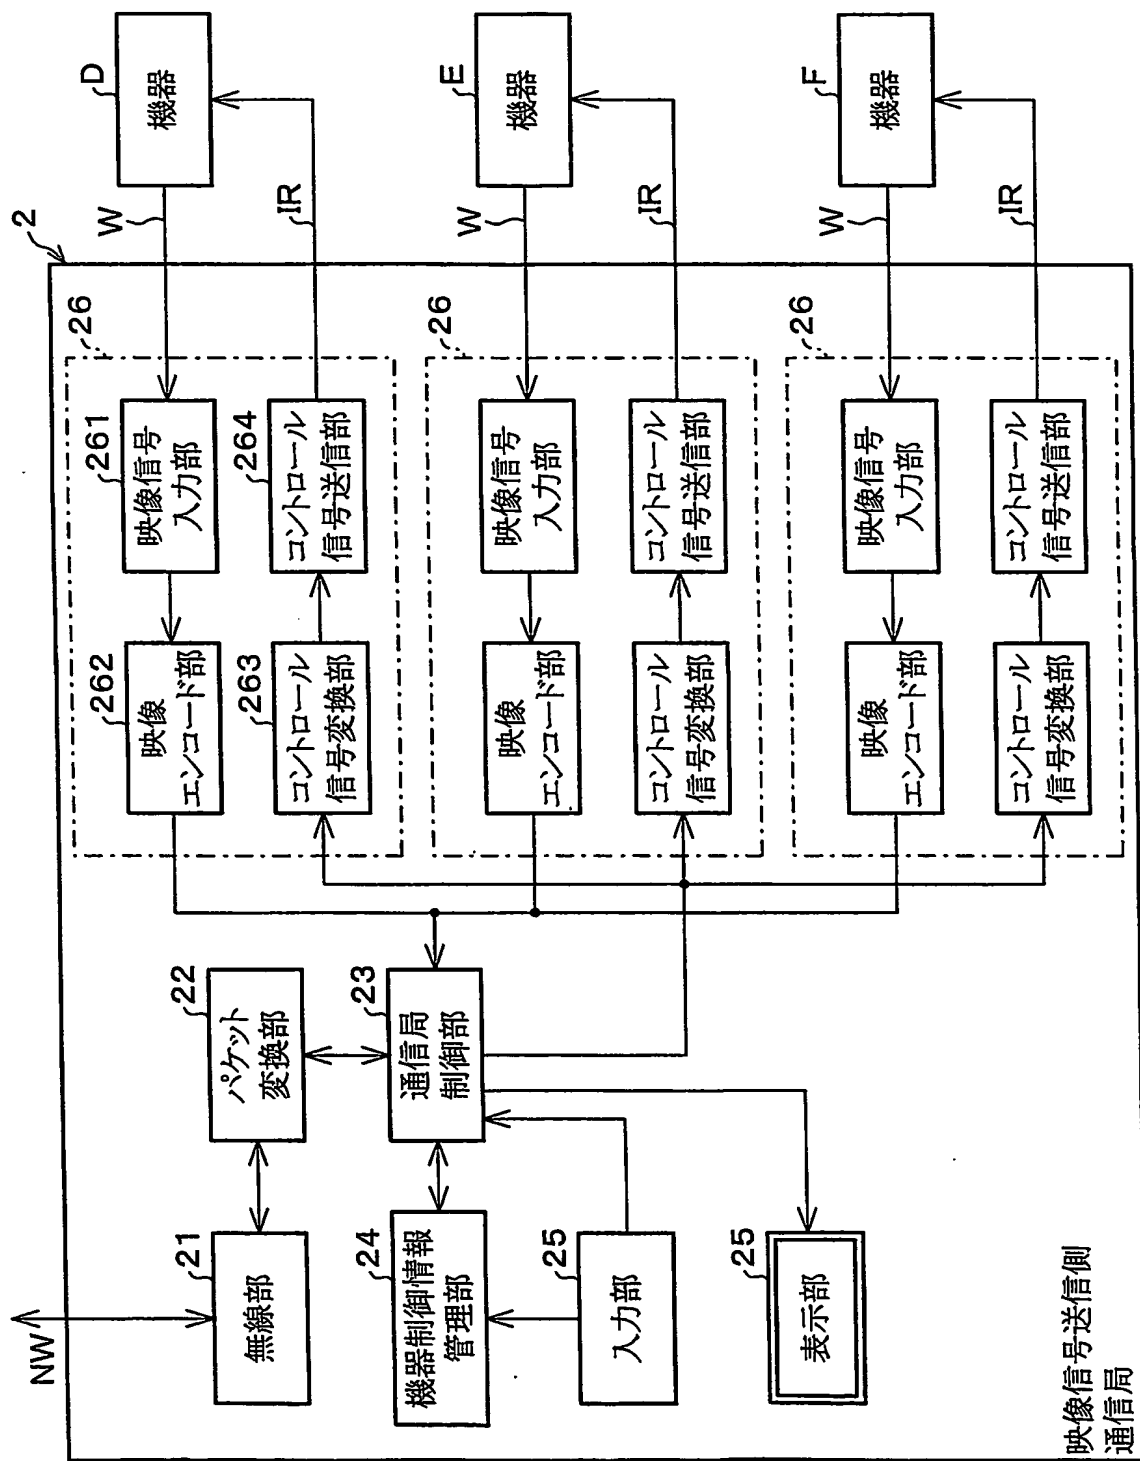 NW
21
無線部
22
パケット
変換部
23
通信局
制御部
24
機器制御情報
管理部
25
入力部
25
表示部
2
26
262
映像
エンコード部
261
映像信号
入力部
263
コントロール
信号変換部
264
コントロール
信号送信部
W
IR
D
機器
26
映像
エンコード部
映像信号
入力部
コントロール
信号変換部
コントロール
信号送信部
W
IR
E
機器
26
映像
エンコード部
映像信号
入力部
コントロール
信号変換部
コントロール
信号送信部
W
IR
F
機器
映像信号送信側
通信局